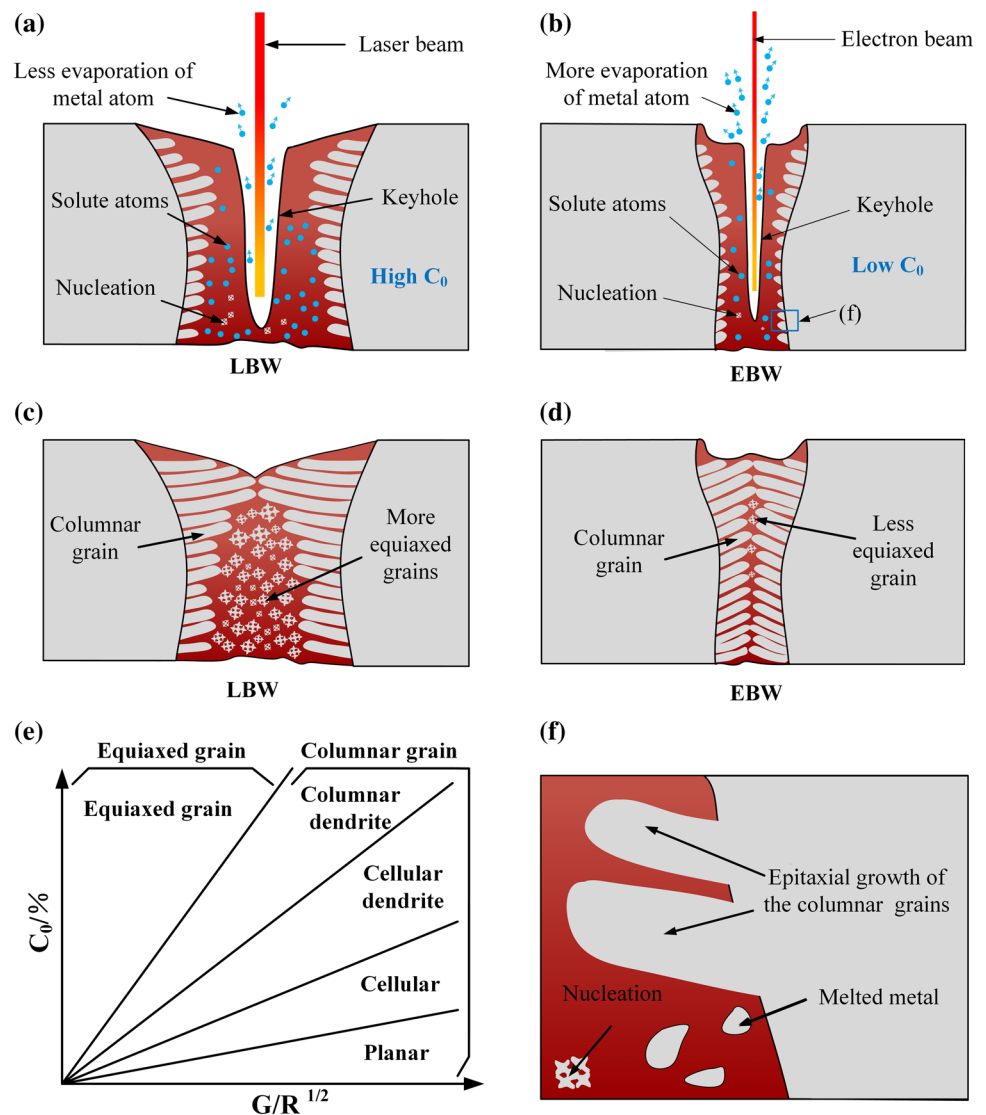 (a)
Laser beam
Less evaporation of
metal atom
Solute atoms
Keyhole
High C₀
Nucleation
LBW
(b)
Electron beam
More evaporation
of metal atom
Solute atoms
Keyhole
Low C₀
Nucleation
(f)
EBW
(c)
Columnar
grain
More
equiaxed
grains
LBW
(d)
Columnar
grain
Less
equiaxed
grain
EBW
(e)
Equiaxed grain
Columnar grain
Equiaxed grain
Columnar
dendrite
Cellular
dendrite
Cellular
Planar
C₀/%
G/R ¹/²
(f)
Epitaxial growth of
the columnar grains
Nucleation
Melted metal